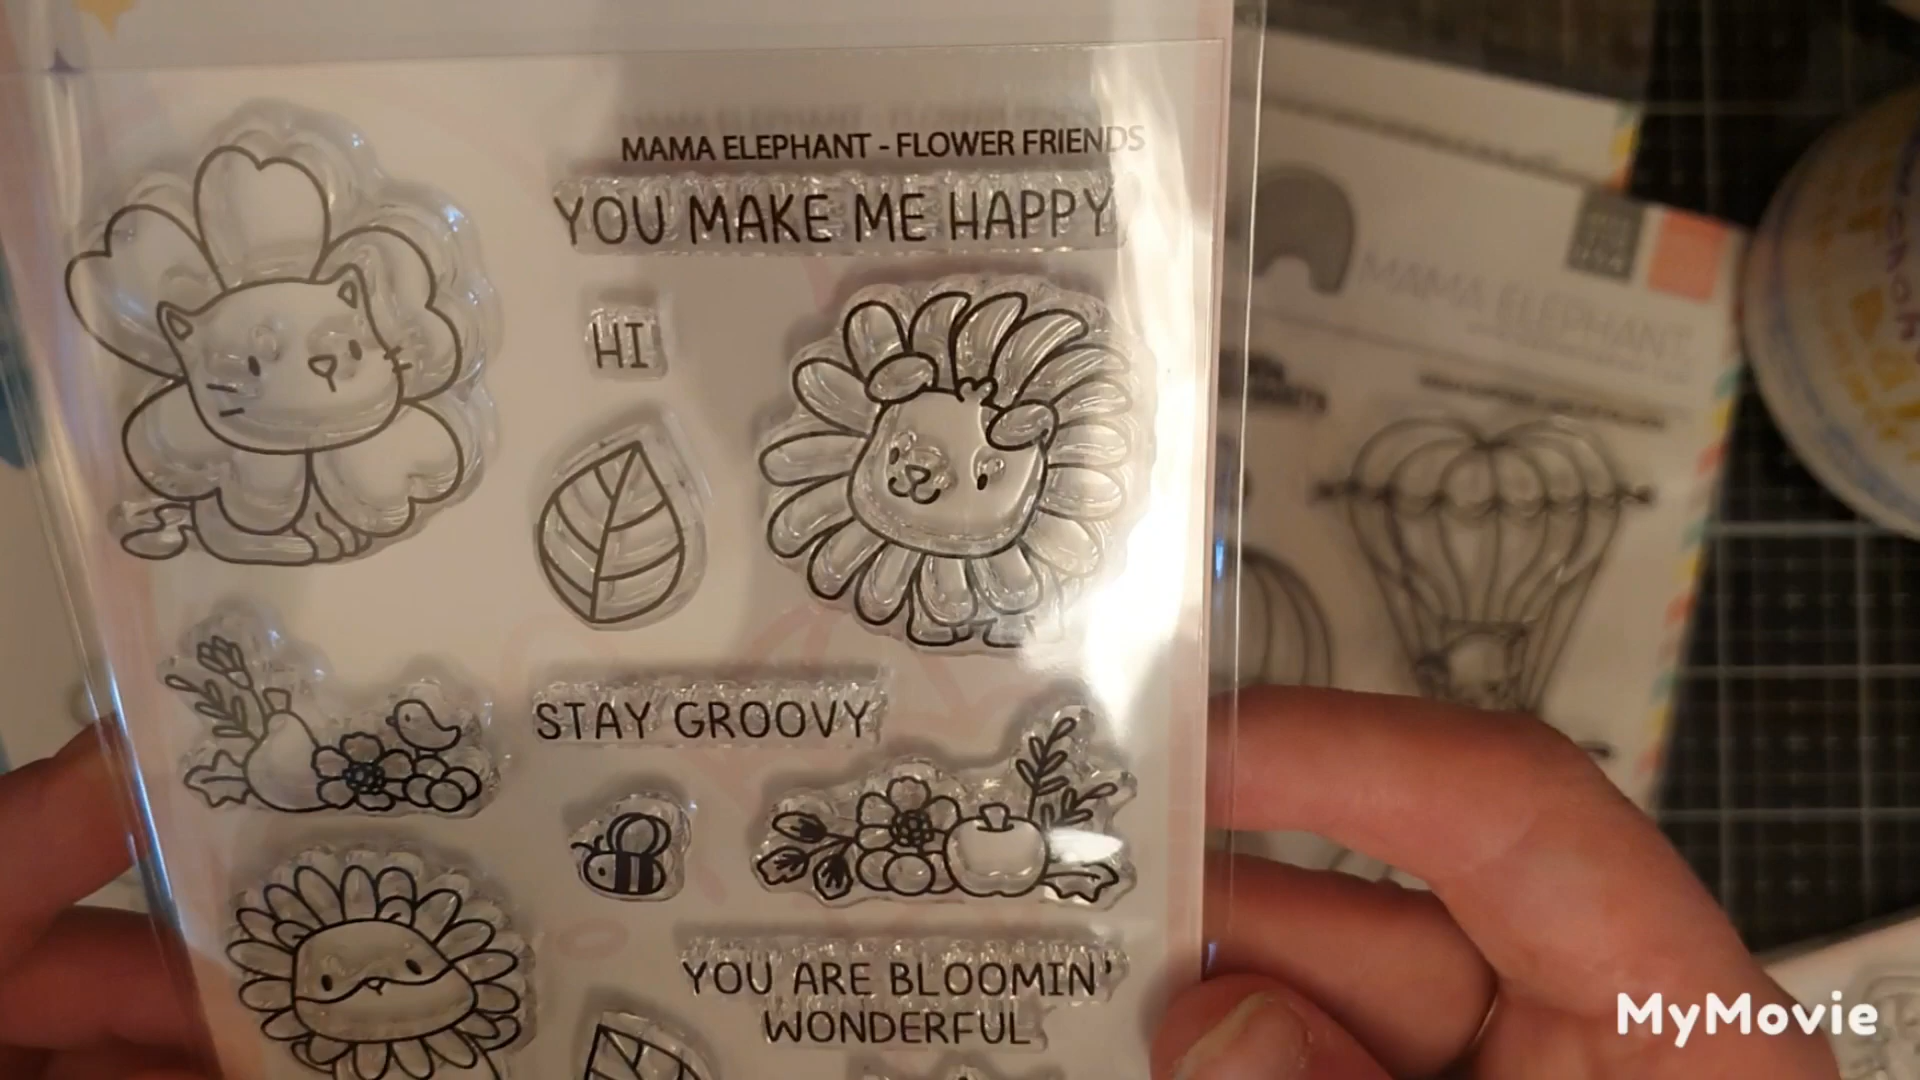 MAMA ELEPHANT - FLOWER FRIENDS
YOU MAKE ME HAPPY
HI
STAY GROOVY
YOU ARE BLOOMIN'
WONDERFUL
MAMA ELEPHANT
MyMovie